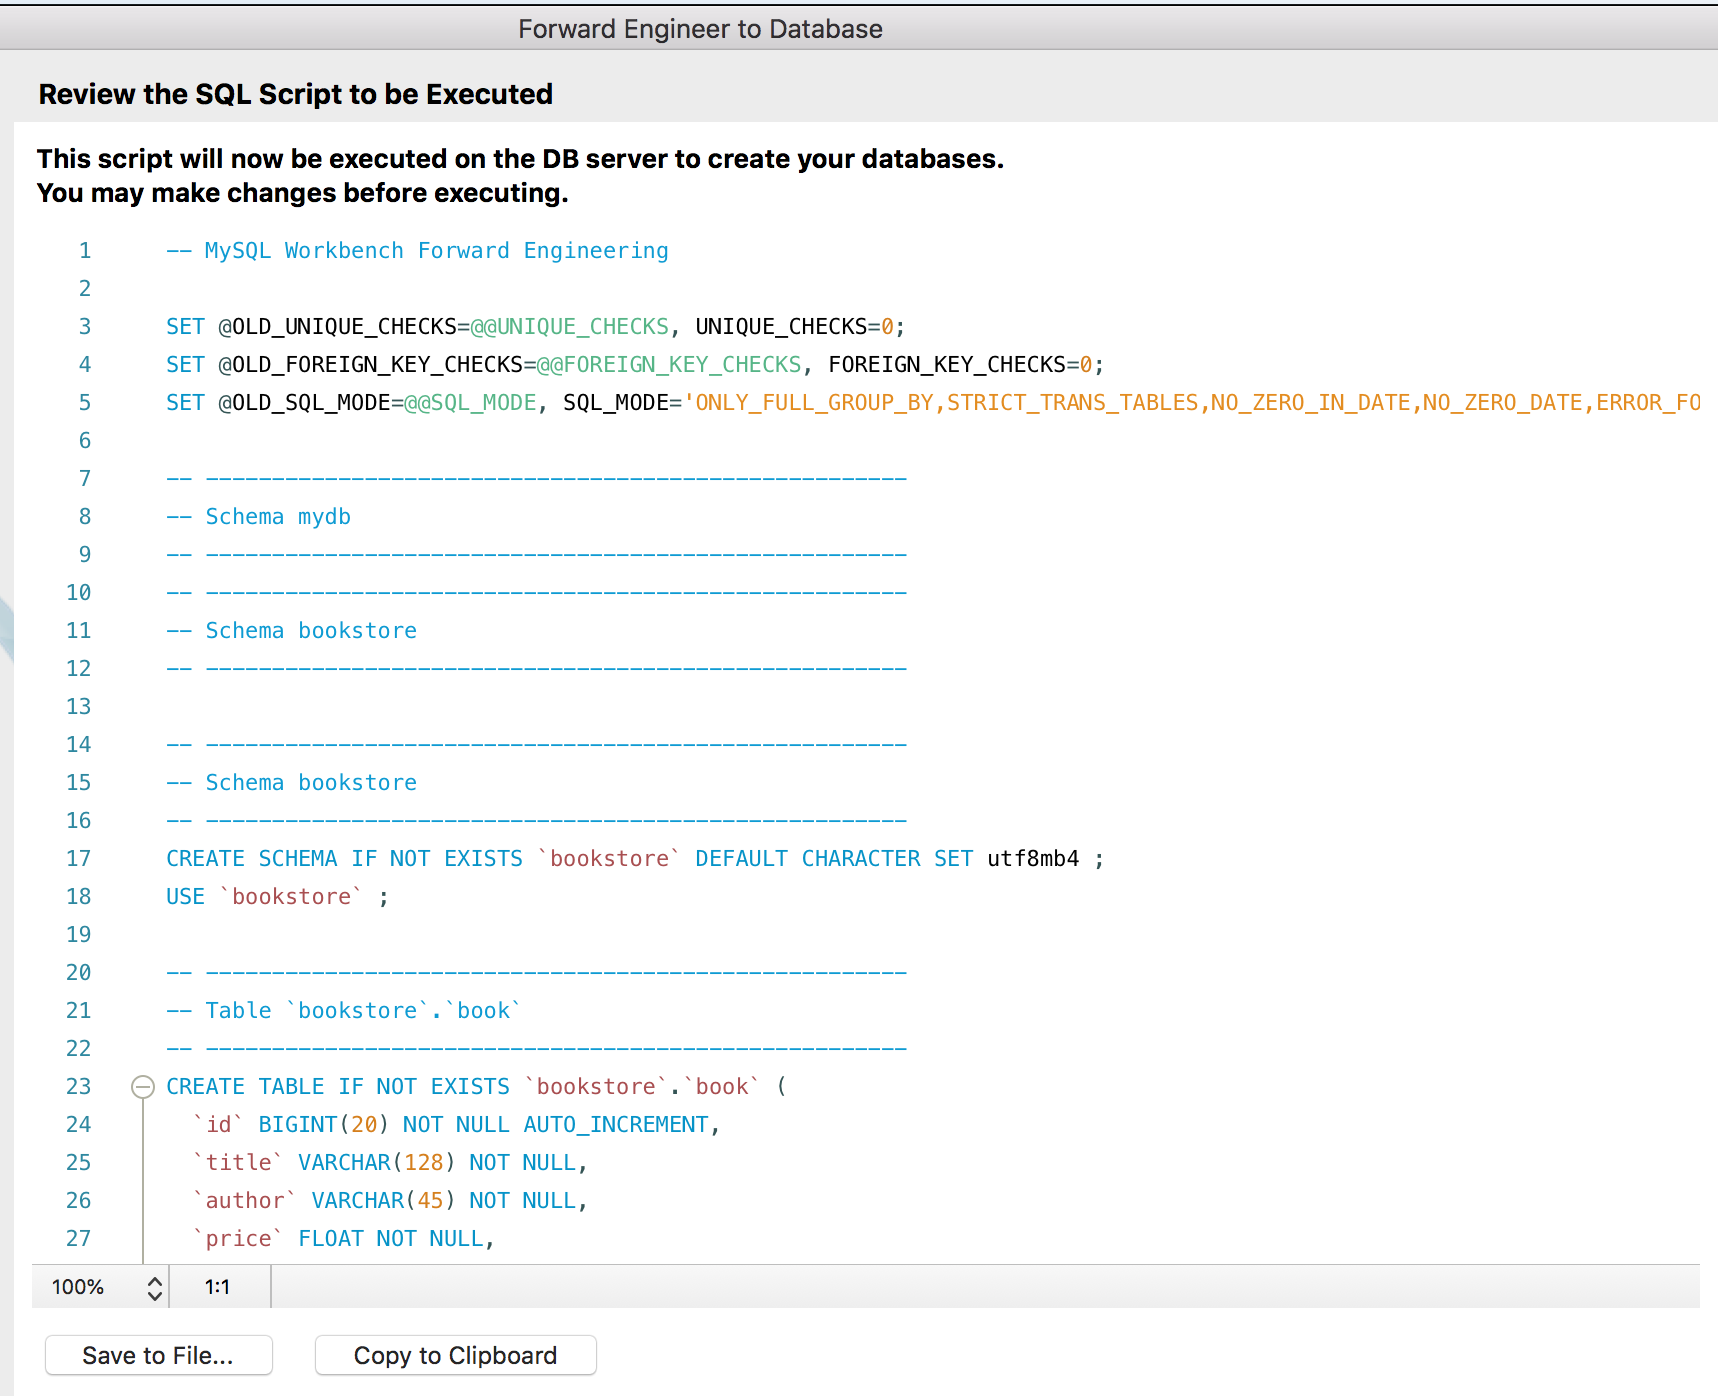 Forward Engineer to Database
Review the SQL Script to be Executed
This script will now be executed on the DB server to create your databases.
You may make changes before executing.
1 -- MySQL Workbench Forward Engineering
2
3 SET @OLD_UNIQUE_CHECKS=@@UNIQUE_CHECKS, UNIQUE_CHECKS=0;
4 SET @OLD_FOREIGN_KEY_CHECKS=@@FOREIGN_KEY_CHECKS, FOREIGN_KEY_CHECKS=0;
5 SET @OLD_SQL_MODE=@@SQL_MODE, SQL_MODE='ONLY_FULL_GROUP_BY,STRICT_TRANS_TABLES,NO_ZERO_IN_DATE,NO_ZERO_DATE,ERROR_FO
6
7 -- -----------------------------------------------------
8 -- Schema mydb
9 -- -----------------------------------------------------
10 -- -----------------------------------------------------
11 -- Schema bookstore
12 -- -----------------------------------------------------
13
14 -- -----------------------------------------------------
15 -- Schema bookstore
16 -- -----------------------------------------------------
17 CREATE SCHEMA IF NOT EXISTS `bookstore` DEFAULT CHARACTER SET utf8mb4 ;
18 USE `bookstore` ;
19
20 -- -----------------------------------------------------
21 -- Table `bookstore`.`book`
22 -- -----------------------------------------------------
23 CREATE TABLE IF NOT EXISTS `bookstore`.`book` (
24 `id` BIGINT(20) NOT NULL AUTO_INCREMENT,
25 `title` VARCHAR(128) NOT NULL,
26 `author` VARCHAR(45) NOT NULL,
27 `price` FLOAT NOT NULL,
100% 1:1
Save to File... Copy to Clipboard